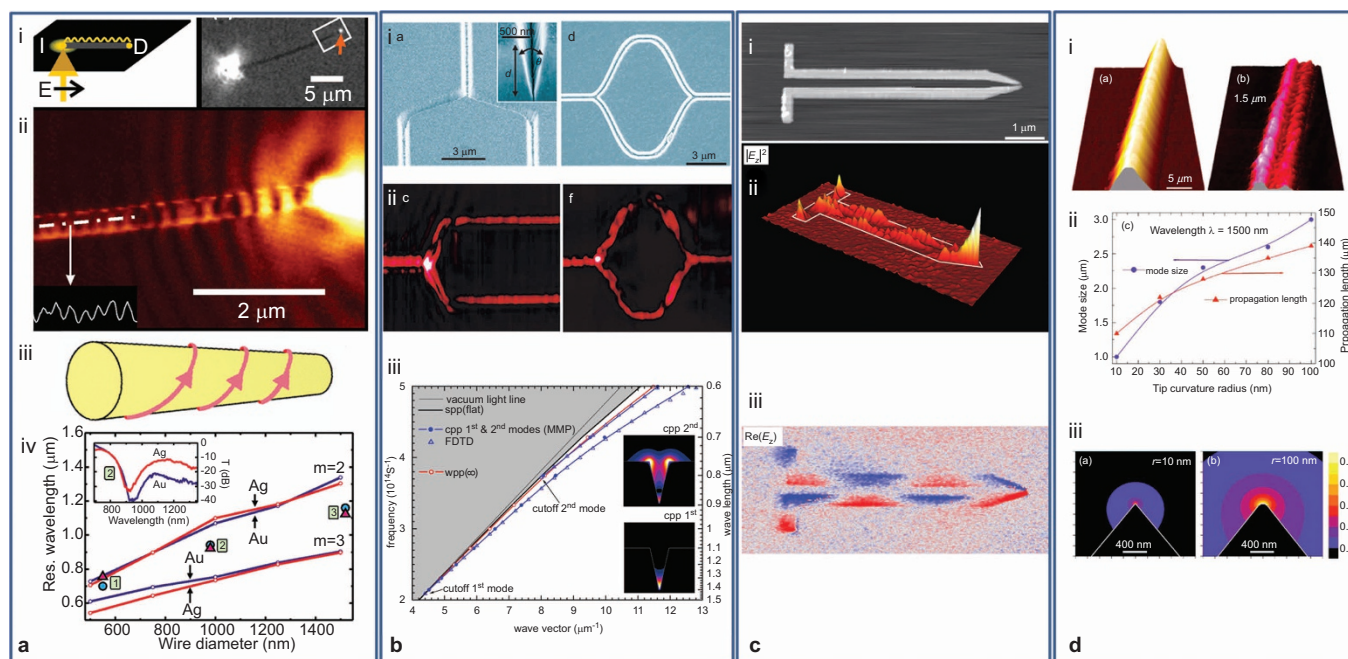 i
I
D
E
5 μm
ii
2 μm
iii
iv
1.6
1.4
1.2
1.0
0.8
0.6
Res. wavelength (μm)
Ag
2
Au
0
-10
-20
-30
-40
T (dB)
800 1000 1200
Wavelength (nm)
m=2
Ag
Au
3
2
m=3
Au
1
Ag
600 800 1000 1200 1400
Wire diameter (nm)
a
i a
500 nm
d
θ
3 μm
d
3 μm
ii c
f
iii
5
4
3
2
frequency (10¹⁴S⁻¹)
vacuum light line
spp(flat)
cpp 1st & 2nd modes (MMP)
FDTD
wpp(∞)
cpp 2nd
cutoff 2nd mode
cpp 1st
cutoff 1st mode
0.6
0.7
0.8
0.9
1
1.1
1.2
1.3
1.4
1.5
wave length (μm)
4 5 6 7 8 9 10 11 12 13
wave vector (μm⁻¹)
b
i
1 μm
|Ez|²
ii
iii
Re(Ez)
c
i
(a)
5 μm
(b)
1.5 μm
ii
(c)
Wavelength λ = 1500 nm
mode size
propagation length
3.0
2.5
2.0
1.5
1.0
Mode size (μm)
150
140
130
120
110
100
Propagation length(μm)
10 20 30 40 50 60 70 80 90 100
Tip curvature radius(nm)
iii
(a)
r=10 nm
400 nm
(b)
r=100 nm
400 nm
d